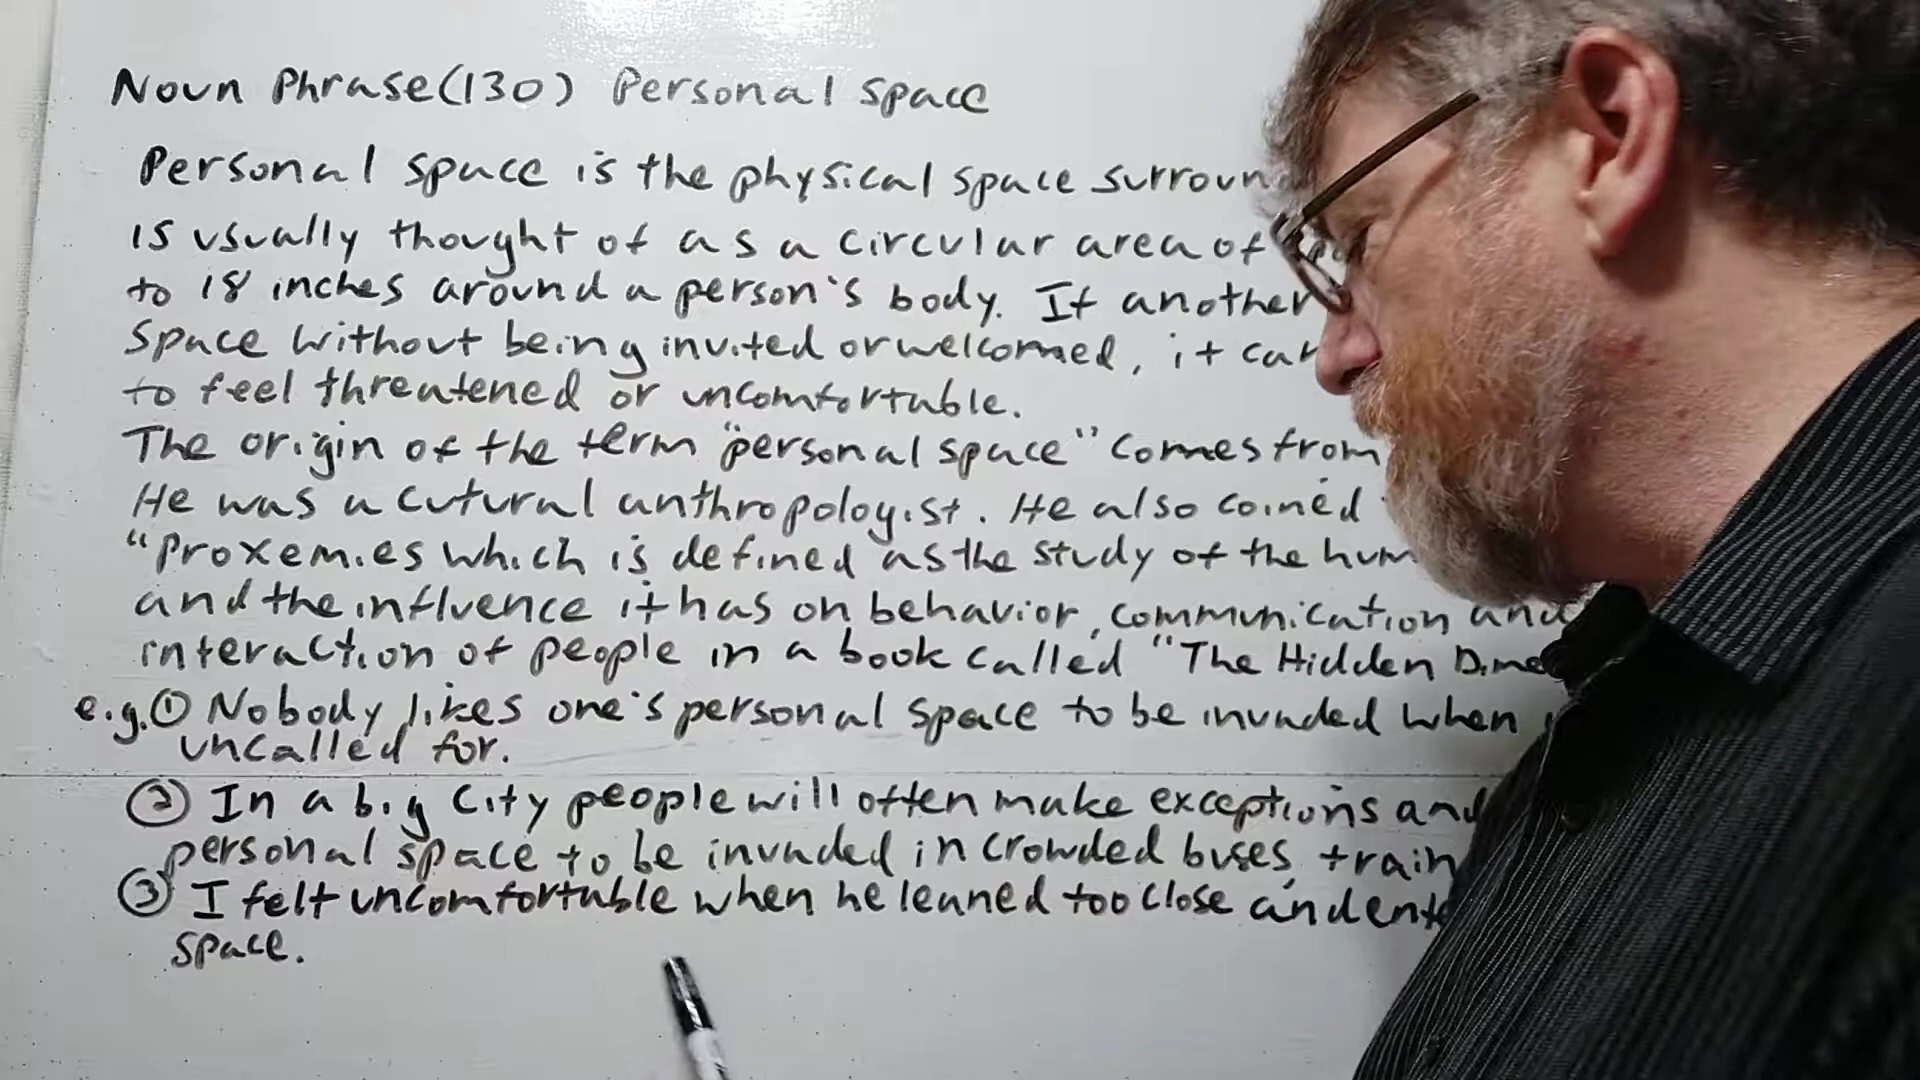 Noun Phrase (130) Personal space
Personal space is the physical space surroun
is usually thought of as a circular area of
to 18 inches around a person's body. If another
space without being invited or welcomed, it can
to feel threatened or uncomfortable.
The origin of the term "personal space" comes from
He was a cutural anthropologist. He also coined
"Proxemies which is defined as the study of the hum
and the influence it has on behavior, communication and
interaction of people in a book called "The Hidden Dime
e.g. ① Nobody likes one's personal space to be invaded when
uncalled for.
② In a big city people will often make exceptions and
personal space to be invaded in crowded buses, train
③ I felt uncomfortable when he leaned too close and ente
space.